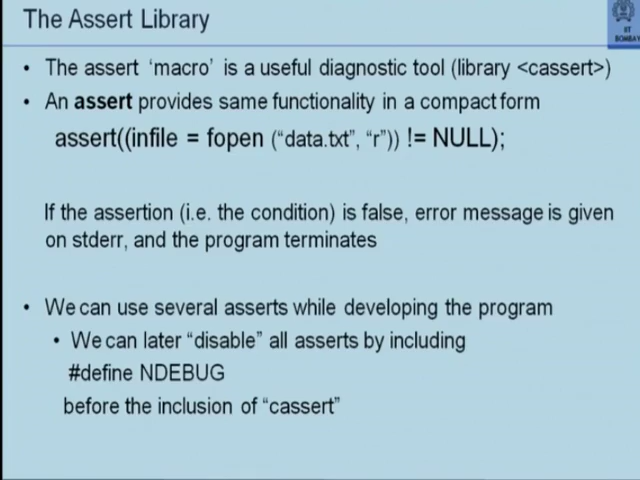 The Assert Library
IIT
BOMBAY
• The assert 'macro' is a useful diagnostic tool (library <cassert>)
• An assert provides same functionality in a compact form
assert((infile = fopen (“data.txt”, “r”)) != NULL);
If the assertion (i.e. the condition) is false, error message is given
on stderr, and the program terminates
• We can use several asserts while developing the program
• We can later “disable” all asserts by including
#define NDEBUG
before the inclusion of “cassert”